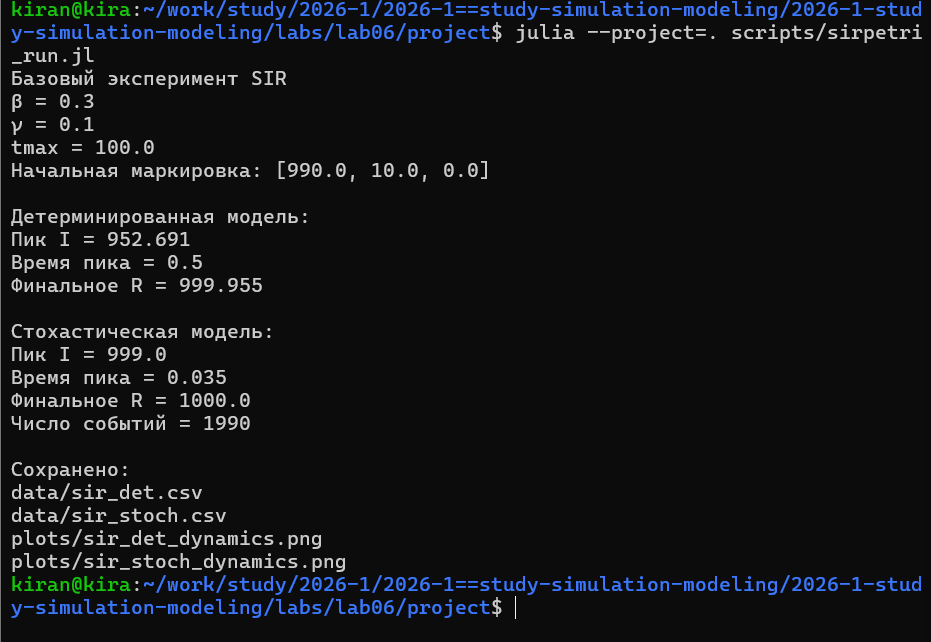 kiran@kira:~/work/study/2026-1/2026-1==study-simulation-modeling/2026-1-stud
y-simulation-modeling/labs/lab06/project$ julia --project=. scripts/sirpetri
_run.jl
Базовый эксперимент SIR
β = 0.3
γ = 0.1
tmax = 100.0
Начальная маркировка: [990.0, 10.0, 0.0]

Детерминированная модель:
Пик I = 952.691
Время пика = 0.5
Финальное R = 999.955

Стохастическая модель:
Пик I = 999.0
Время пика = 0.035
Финальное R = 1000.0
Число событий = 1990

Сохранено:
data/sir_det.csv
data/sir_stoch.csv
plots/sir_det_dynamics.png
plots/sir_stoch_dynamics.png
kiran@kira:~/work/study/2026-1/2026-1==study-simulation-modeling/2026-1-stud
y-simulation-modeling/labs/lab06/project$